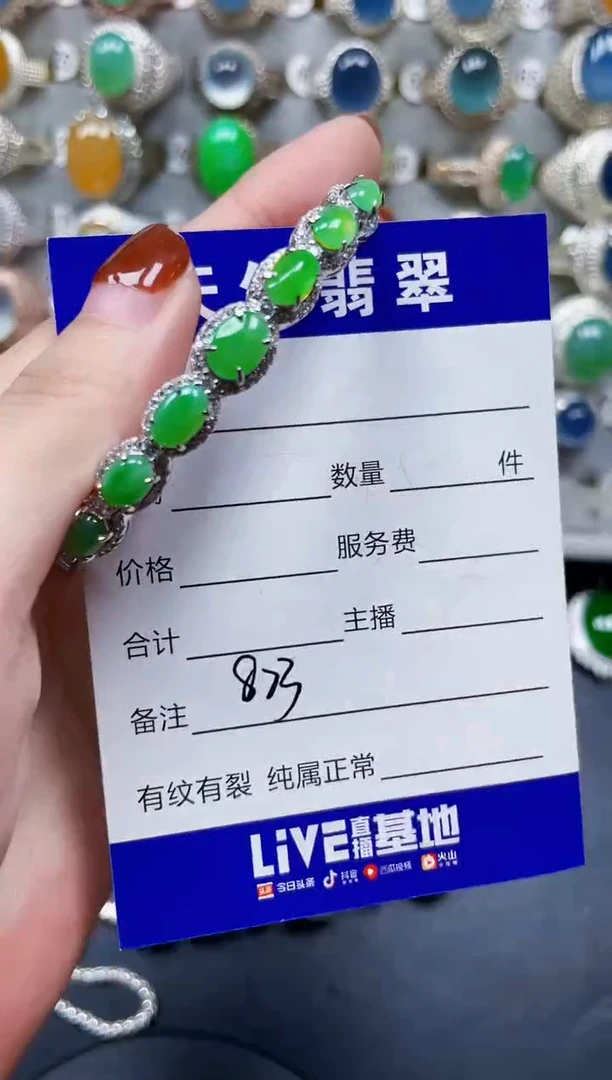 翡翠
数量 件
价格 服务费
合计 主播
备注 873
有纹有裂 纯属正常
LiVE直播基地
今日头条 抖音 西瓜视频 火山